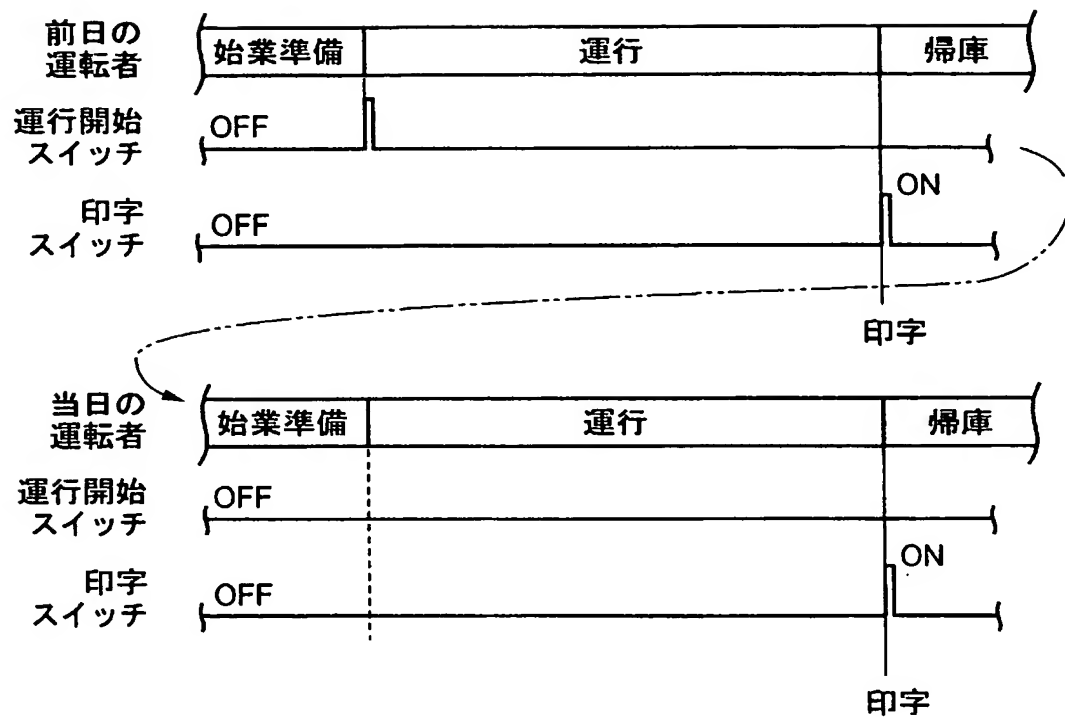 前日の
運転者
始業準備
運行
帰庫
運行開始
スイッチ
OFF
印字
スイッチ
OFF
ON
印字
当日の
運転者
始業準備
運行
帰庫
運行開始
スイッチ
OFF
印字
スイッチ
OFF
ON
印字